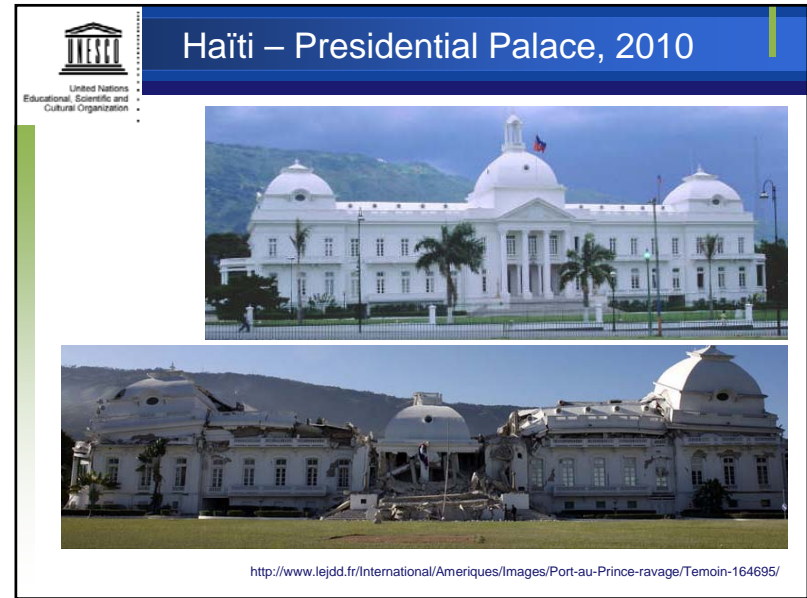 UNESCO
United Nations
Educational, Scientific and
Cultural Organization
Haïti – Presidential Palace, 2010
http://www.lejdd.fr/International/Ameriques/Images/Port-au-Prince-ravage/Temoin-164695/